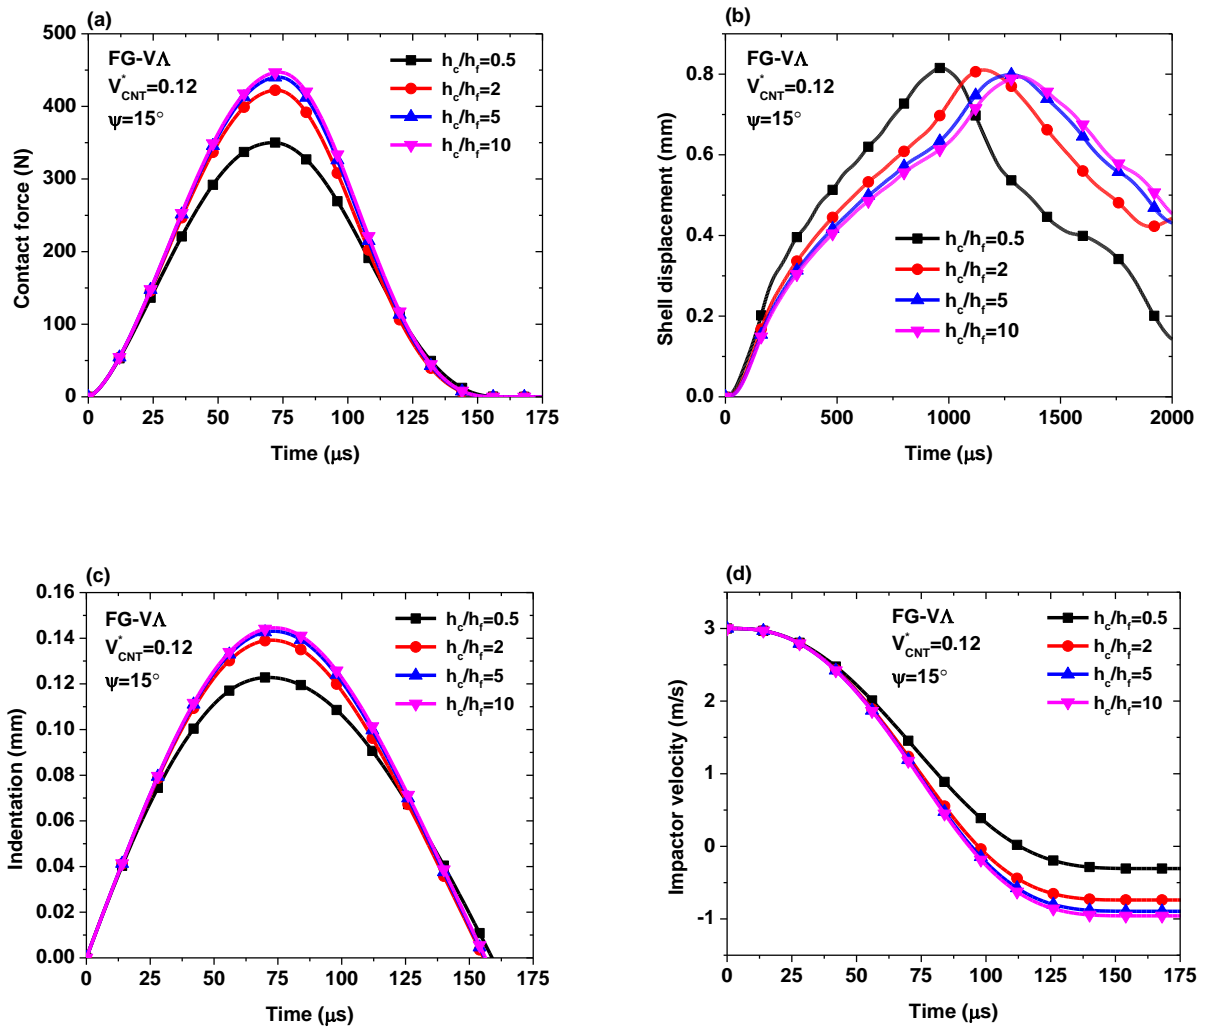 (a)
500
400
300
200
100
0
Contact force (N)
FG-VΛ
V*CNT=0.12
ψ=15°
hc/hf=0.5
hc/hf=2
hc/hf=5
hc/hf=10
0 25 50 75 100 125 150 175
Time (μs)
(b)
0.8
0.6
0.4
0.2
0.0
Shell displacement (mm)
FG-VΛ
V*CNT=0.12
ψ=15°
hc/hf=0.5
hc/hf=2
hc/hf=5
hc/hf=10
0 500 1000 1500 2000
Time (μs)
(c)
0.16
0.14
0.12
0.10
0.08
0.06
0.04
0.02
0.00
Indentation (mm)
FG-VΛ
V*CNT=0.12
ψ=15°
hc/hf=0.5
hc/hf=2
hc/hf=5
hc/hf=10
0 25 50 75 100 125 150 175
Time (μs)
(d)
3
2
1
0
-1
Impactor velocity (m/s)
FG-VΛ
V*CNT=0.12
ψ=15°
hc/hf=0.5
hc/hf=2
hc/hf=5
hc/hf=10
0 25 50 75 100 125 150 175
Time (μs)